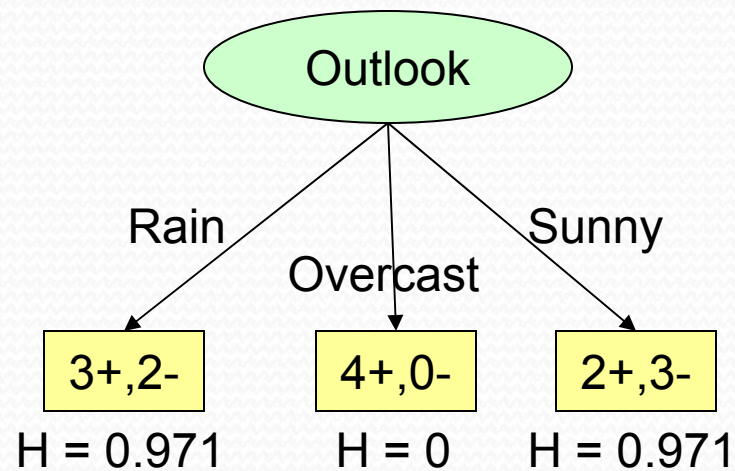 Outlook
Rain
Sunny
Overcast
3+,2-
4+,0-
2+,3-
H = 0.971
H = 0
H = 0.971